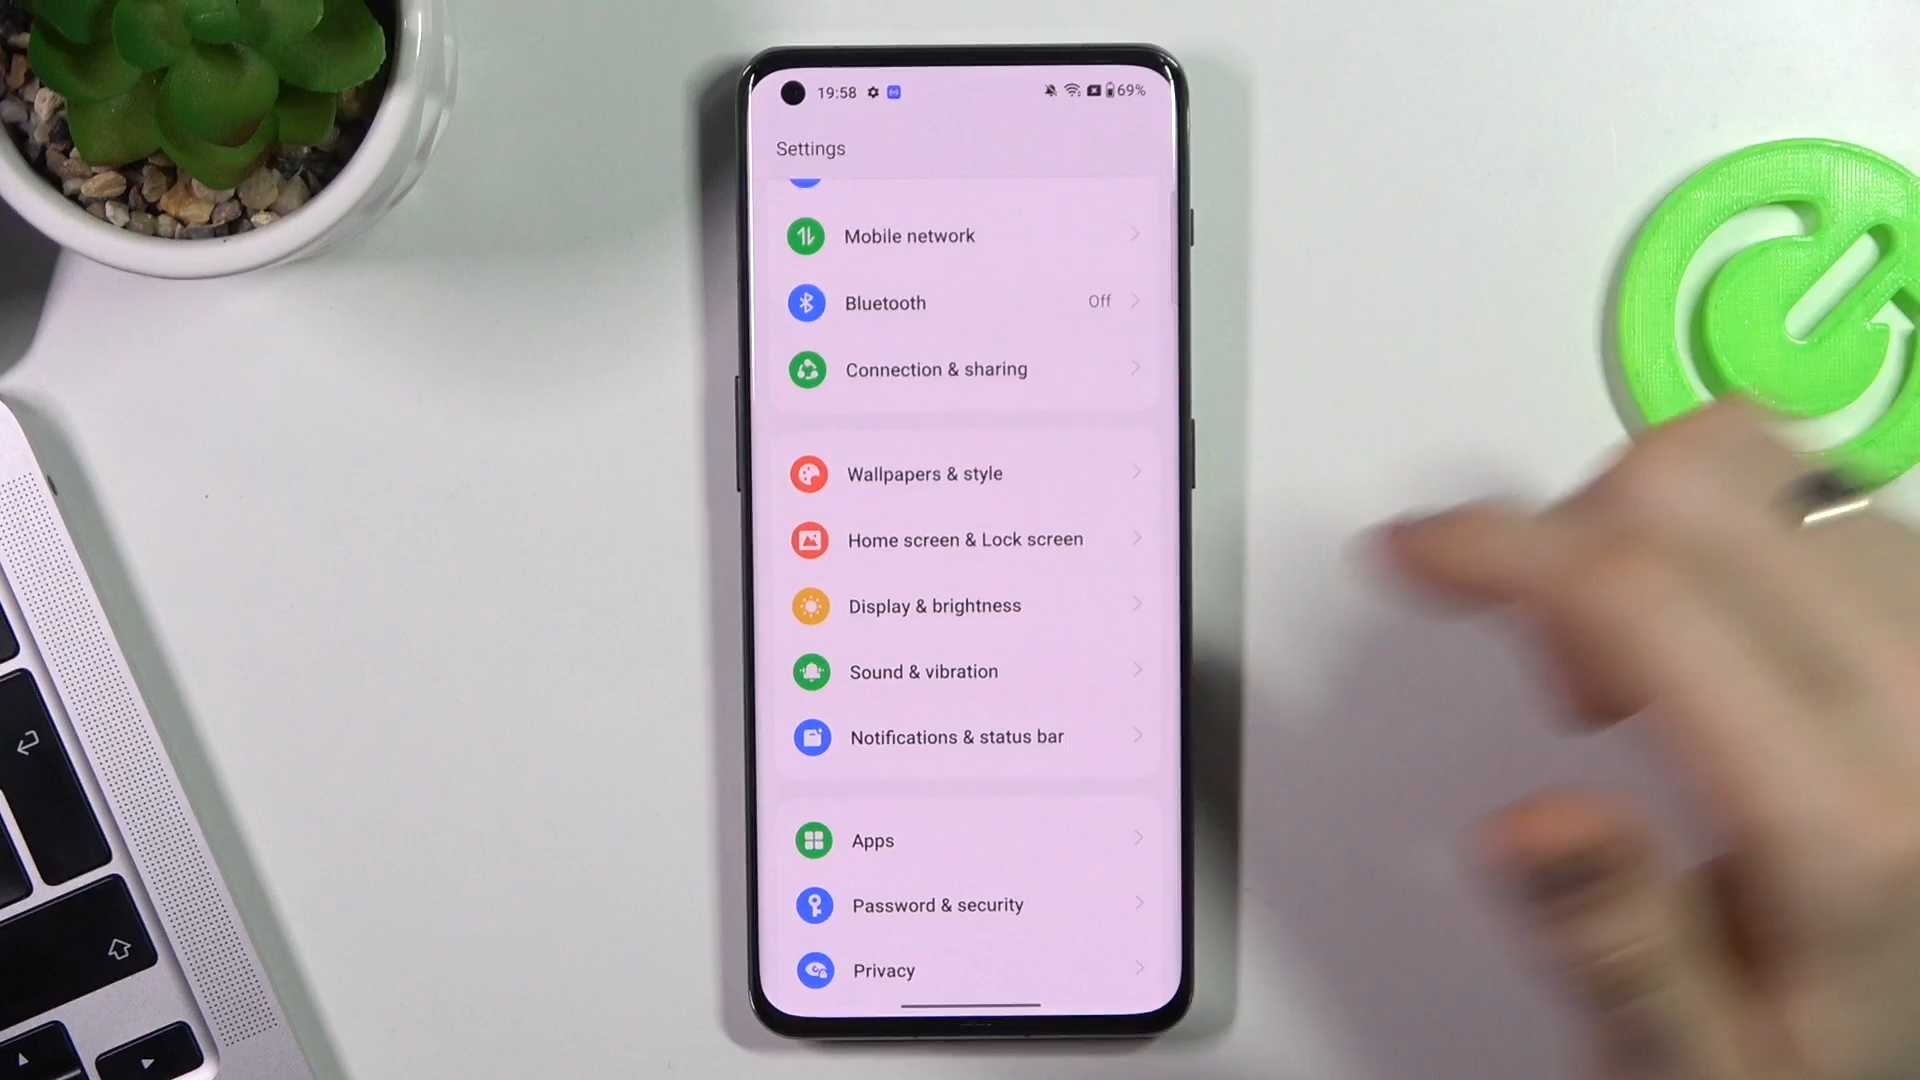 19:58 69%
Settings
Mobile network
Bluetooth Off
Connection & sharing
Wallpapers & style
Home screen & Lock screen
Display & brightness
Sound & vibration
Notifications & status bar
Apps
Password & security
Privacy